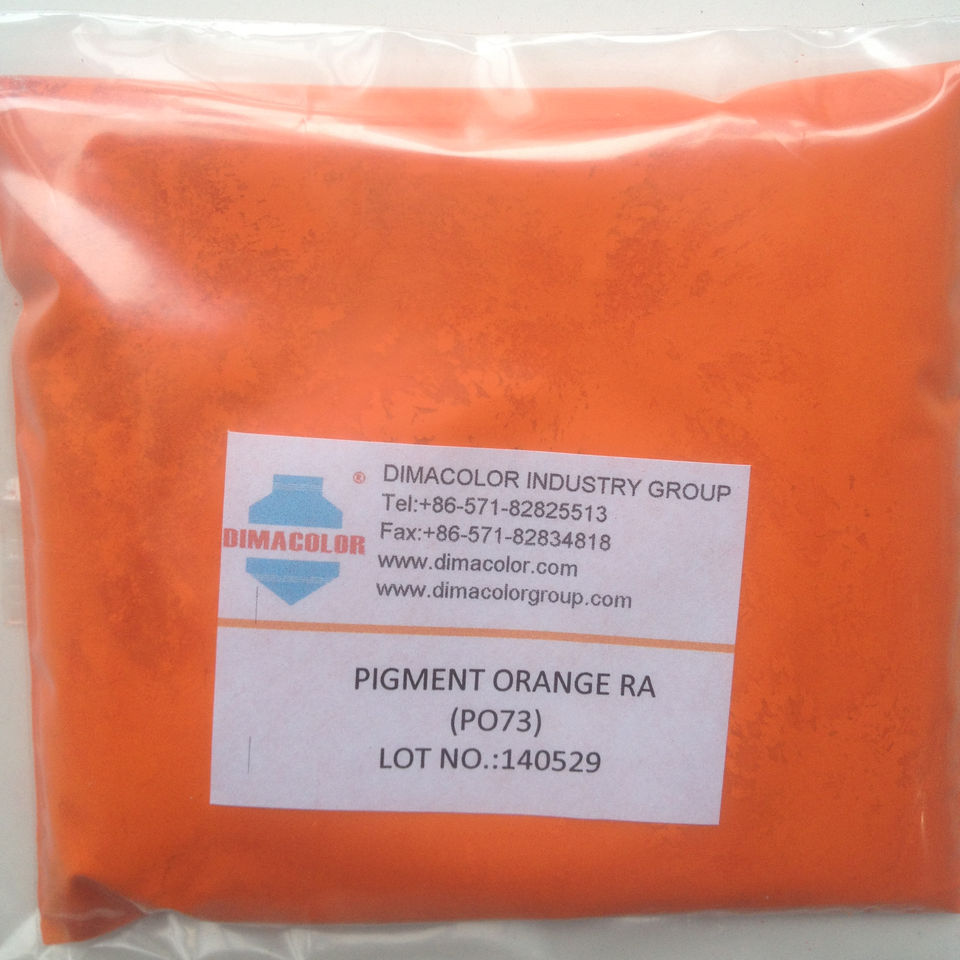 ®
DIMACOLOR
DIMACOLOR INDUSTRY GROUP
Tel:+86-571-82825513
Fax:+86-571-82834818
www.dimacolor.com
www.dimacolorgroup.com
PIGMENT ORANGE RA
(PO73)
LOT NO.:140529